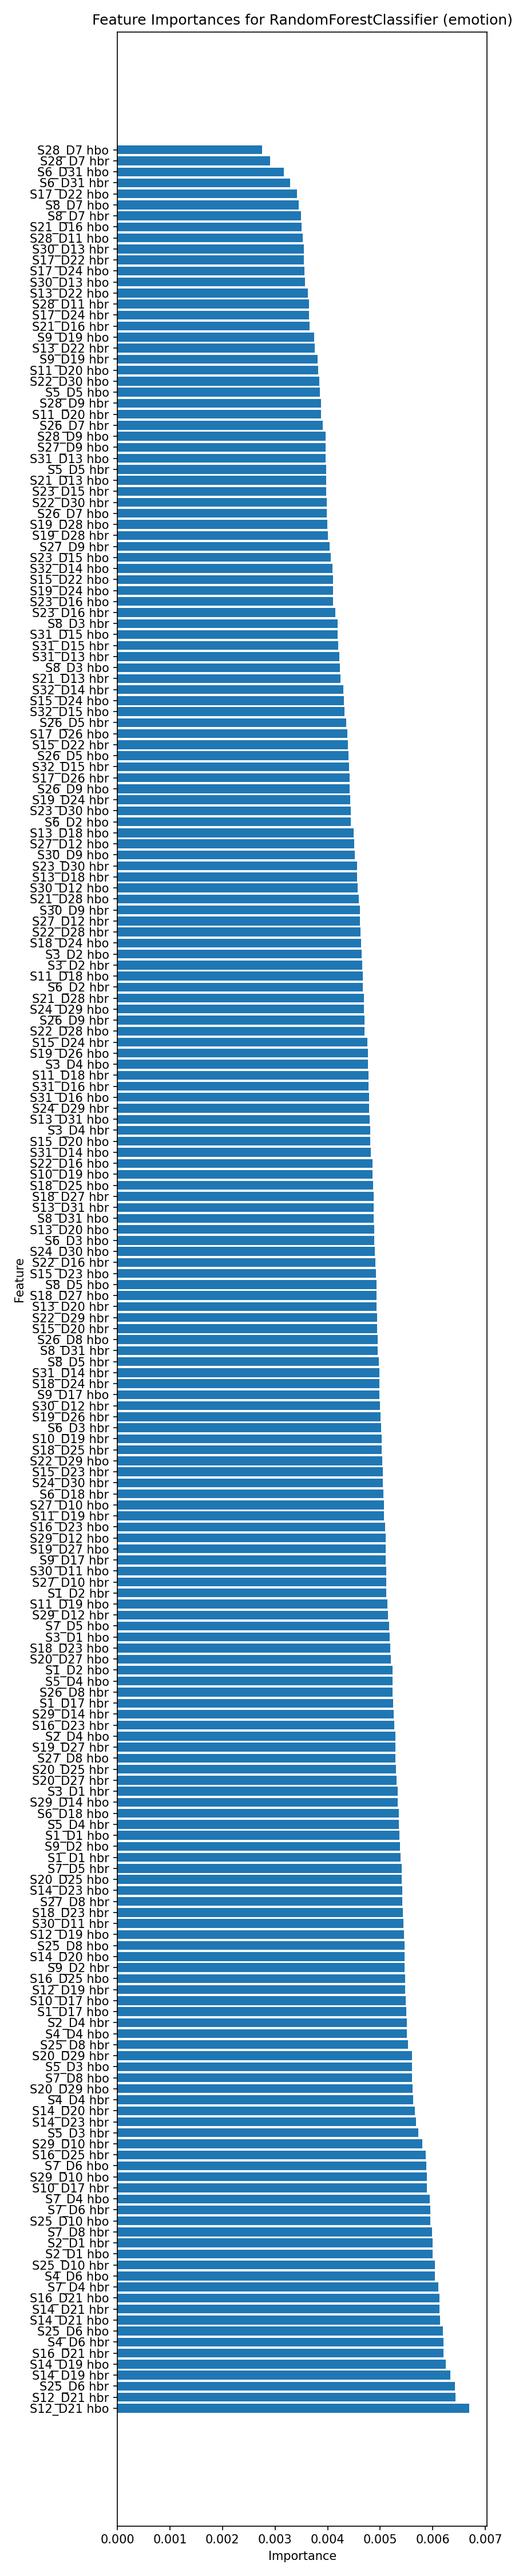 Feature Importances for RandomForestClassifier (emotion)
S28_D7 hbo
S28_D7 hbr
S6_D31 hbo
S6_D31 hbr
S17_D22 hbo
S8_D7 hbo
S8_D7 hbr
S21_D16 hbo
S28_D11 hbo
S30_D13 hbr
S17_D22 hbr
S17_D24 hbo
S30_D13 hbo
S13_D22 hbo
S28_D11 hbr
S17_D24 hbr
S21_D16 hbr
S9_D19 hbo
S13_D22 hbr
S9_D19 hbr
S11_D20 hbo
S22_D30 hbo
S5_D5 hbo
S28_D9 hbr
S11_D20 hbr
S26_D7 hbr
S28_D9 hbo
S27_D9 hbo
S31_D13 hbo
S5_D5 hbr
S21_D13 hbo
S23_D15 hbr
S22_D30 hbr
S26_D7 hbo
S19_D28 hbo
S19_D28 hbr
S27_D9 hbr
S23_D15 hbo
S32_D14 hbo
S15_D22 hbo
S19_D24 hbo
S23_D16 hbo
S23_D16 hbr
S8_D3 hbr
S31_D15 hbo
S31_D15 hbr
S31_D13 hbr
S8_D3 hbo
S21_D13 hbr
S32_D14 hbr
S15_D24 hbo
S32_D15 hbo
S26_D5 hbr
S17_D26 hbo
S15_D22 hbr
S26_D5 hbo
S32_D15 hbr
S17_D26 hbr
S26_D9 hbo
S19_D24 hbr
S23_D30 hbo
S6_D2 hbo
S13_D18 hbo
S27_D12 hbo
S30_D9 hbo
S23_D30 hbr
S13_D18 hbr
S30_D12 hbo
S21_D28 hbo
S30_D9 hbr
S27_D12 hbr
S22_D28 hbr
S18_D24 hbo
S3_D2 hbo
S3_D2 hbr
S11_D18 hbo
S6_D2 hbr
S21_D28 hbr
S24_D29 hbo
S26_D9 hbr
S22_D28 hbo
S15_D24 hbr
S19_D26 hbo
S3_D4 hbo
S11_D18 hbr
S31_D16 hbr
S31_D16 hbo
S24_D29 hbr
S13_D31 hbo
S3_D4 hbr
S15_D20 hbo
S31_D14 hbo
S22_D16 hbo
S10_D19 hbo
S18_D25 hbo
S18_D27 hbr
S13_D31 hbr
S8_D31 hbo
S13_D20 hbo
S6_D3 hbo
S24_D30 hbo
S22_D16 hbr
S15_D23 hbo
S8_D5 hbo
S18_D27 hbo
S13_D20 hbr
S22_D29 hbr
S15_D20 hbr
S26_D8 hbo
S8_D31 hbr
S8_D5 hbr
S31_D14 hbr
S18_D24 hbr
S9_D17 hbo
S30_D12 hbr
S19_D26 hbr
S6_D3 hbr
S10_D19 hbr
S18_D25 hbr
S22_D29 hbo
S15_D23 hbr
S24_D30 hbr
S6_D18 hbr
S27_D10 hbo
S11_D19 hbr
S16_D23 hbo
S29_D12 hbo
S19_D27 hbo
S9_D17 hbr
S30_D11 hbo
S27_D10 hbr
S1_D2 hbr
S11_D19 hbo
S29_D12 hbr
S7_D5 hbo
S3_D1 hbo
S18_D23 hbo
S20_D27 hbo
S1_D2 hbo
S5_D4 hbo
S26_D8 hbr
S1_D17 hbr
S29_D14 hbr
S16_D23 hbr
S2_D4 hbo
S19_D27 hbr
S27_D8 hbo
S20_D25 hbr
S20_D27 hbr
S3_D1 hbr
S29_D14 hbo
S6_D18 hbo
S5_D4 hbr
S1_D1 hbo
S9_D2 hbo
S1_D1 hbr
S7_D5 hbr
S20_D25 hbo
S14_D23 hbo
S27_D8 hbr
S18_D23 hbr
S30_D11 hbr
S12_D19 hbo
S25_D8 hbo
S14_D20 hbo
S9_D2 hbr
S16_D25 hbo
S12_D19 hbr
S10_D17 hbo
S1_D17 hbo
S2_D4 hbr
S4_D4 hbo
S25_D8 hbr
S20_D29 hbr
S5_D3 hbo
S7_D8 hbo
S20_D29 hbo
S4_D4 hbr
S14_D20 hbr
S14_D23 hbr
S5_D3 hbr
S29_D10 hbr
S16_D25 hbr
S7_D6 hbo
S29_D10 hbo
S10_D17 hbr
S7_D4 hbo
S7_D6 hbr
S25_D10 hbo
S7_D8 hbr
S2_D1 hbr
S2_D1 hbo
S25_D10 hbr
S4_D6 hbo
S7_D4 hbr
S16_D21 hbo
S14_D21 hbr
S14_D21 hbo
S25_D6 hbo
S4_D6 hbr
S16_D21 hbr
S14_D19 hbo
S14_D19 hbr
S25_D6 hbr
S12_D21 hbr
S12_D21 hbo
Feature
0.000 0.001 0.002 0.003 0.004 0.005 0.006 0.007
Importance